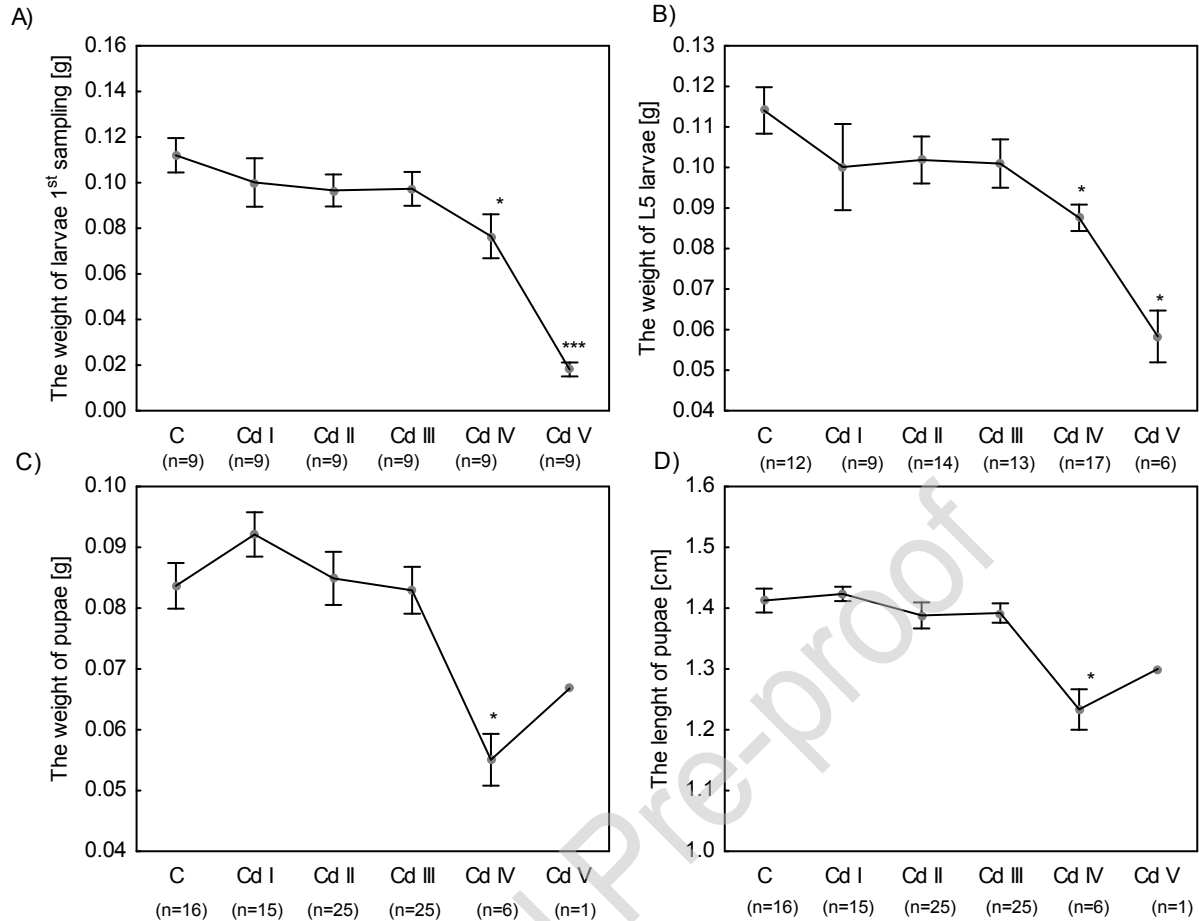 A)
The weight of larvae 1st sampling [g]
0.16
0.14
0.12
0.10
0.08
0.06
0.04
0.02
0.00
*
***
C Cd I Cd II Cd III Cd IV Cd V
(n=9) (n=9) (n=9) (n=9) (n=9) (n=9)
B)
The weight of L5 larvae [g]
0.13
0.12
0.11
0.10
0.09
0.08
0.07
0.06
0.05
0.04
*
*
C Cd I Cd II Cd III Cd IV Cd V
(n=12) (n=9) (n=14) (n=13) (n=17) (n=6)
C)
The weight of pupae [g]
0.10
0.09
0.08
0.07
0.06
0.05
0.04
*
C Cd I Cd II Cd III Cd IV Cd V
(n=16) (n=15) (n=25) (n=25) (n=6) (n=1)
D)
The lenght of pupae [cm]
1.6
1.5
1.4
1.3
1.2
1.1
1.0
*
C Cd I Cd II Cd III Cd IV Cd V
(n=16) (n=15) (n=25) (n=25) (n=6) (n=1)
l Pre-proof